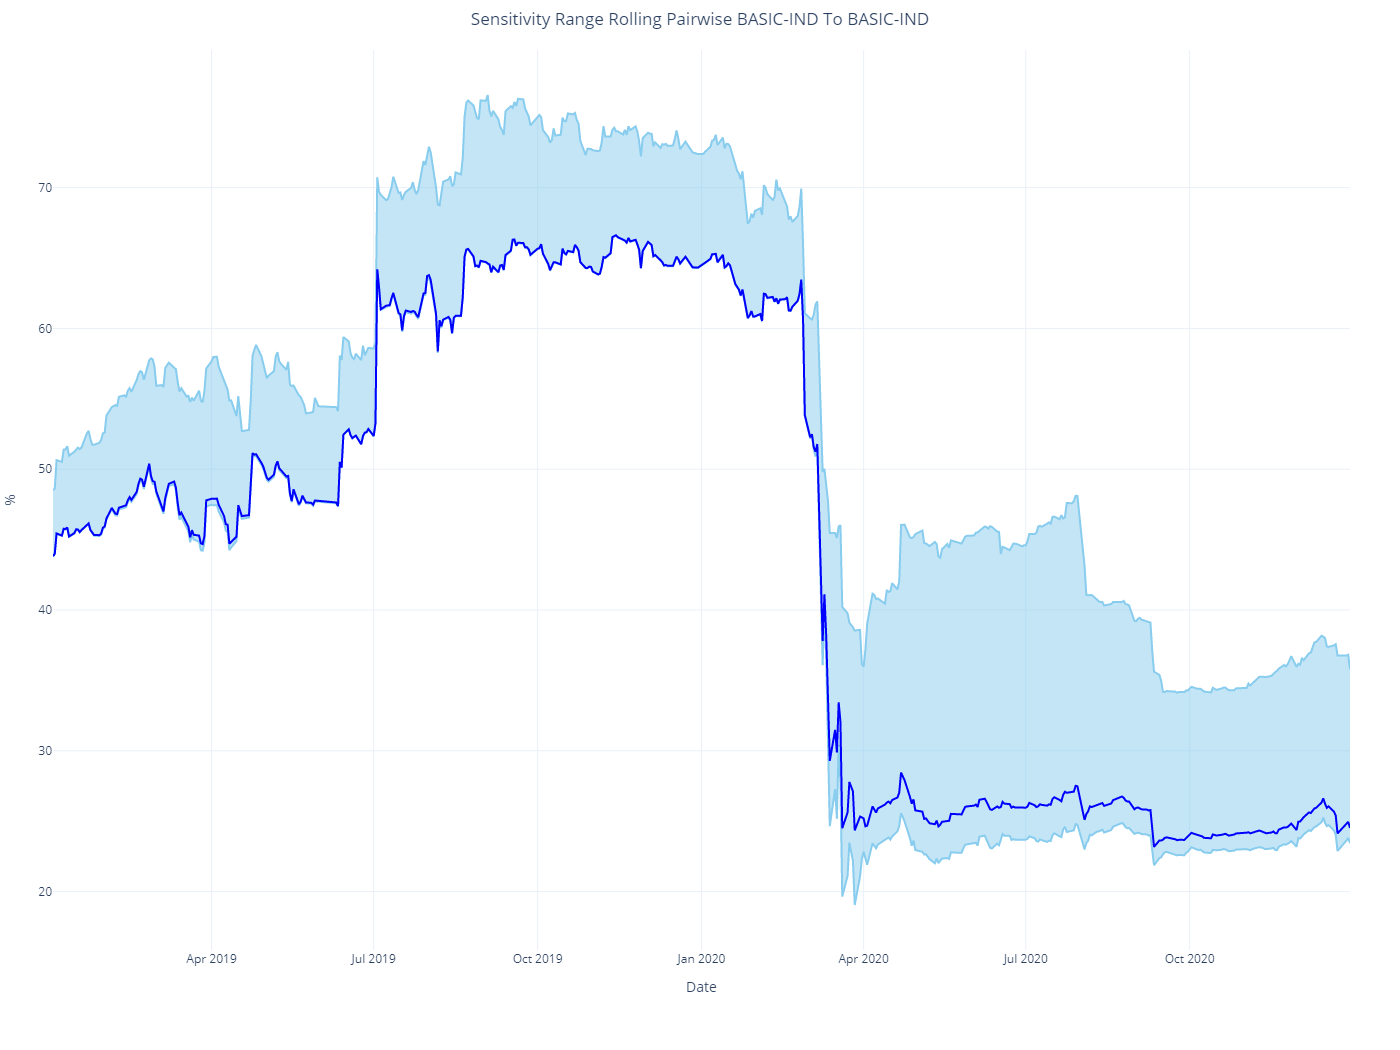 Sensitivity Range Rolling Pairwise BASIC-IND To BASIC-IND
70
60
50
40
30
20
%
Apr 2019
Jul 2019
Oct 2019
Jan 2020
Apr 2020
Jul 2020
Oct 2020
Date